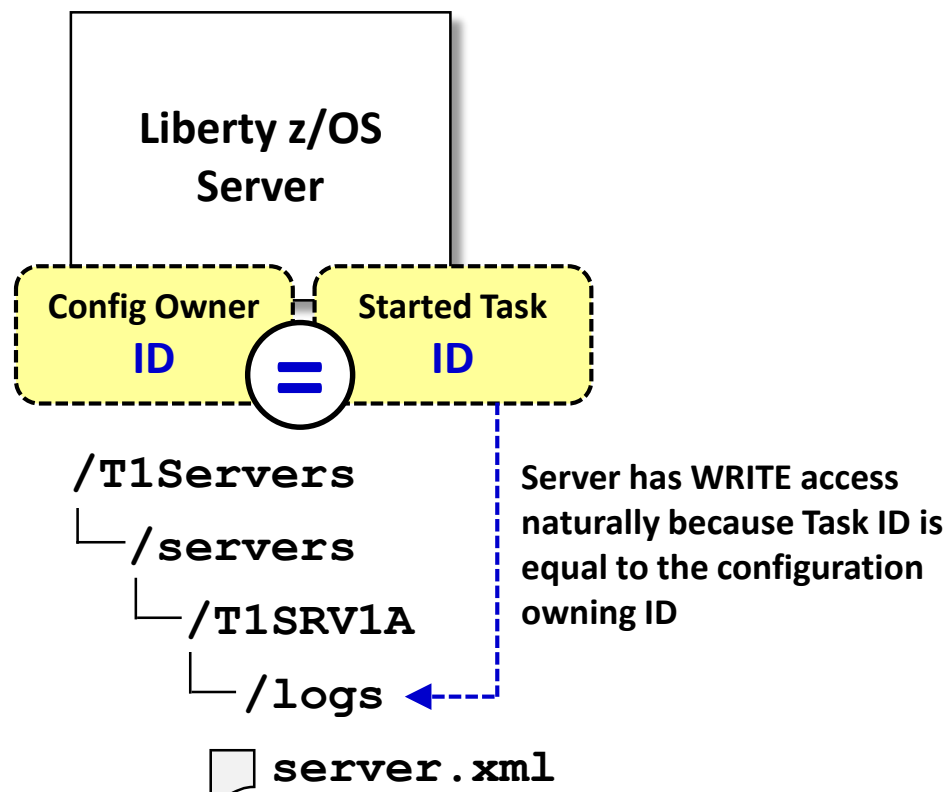 Liberty z/OS
Server
Config Owner
ID
=
Started Task
ID
/T1Servers
/servers
/T1SRV1A
/logs
server.xml
Server has WRITE access
naturally because Task ID is
equal to the configuration
owning ID